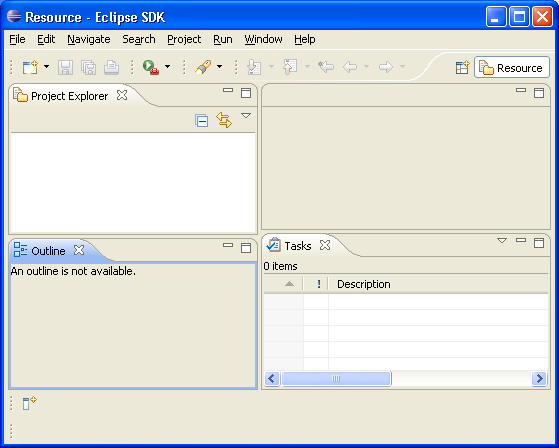 Resource - Eclipse SDK
File Edit Navigate Search Project Run Window Help
Resource
Project Explorer
Outline
An outline is not available.
Tasks
0 items
! Description